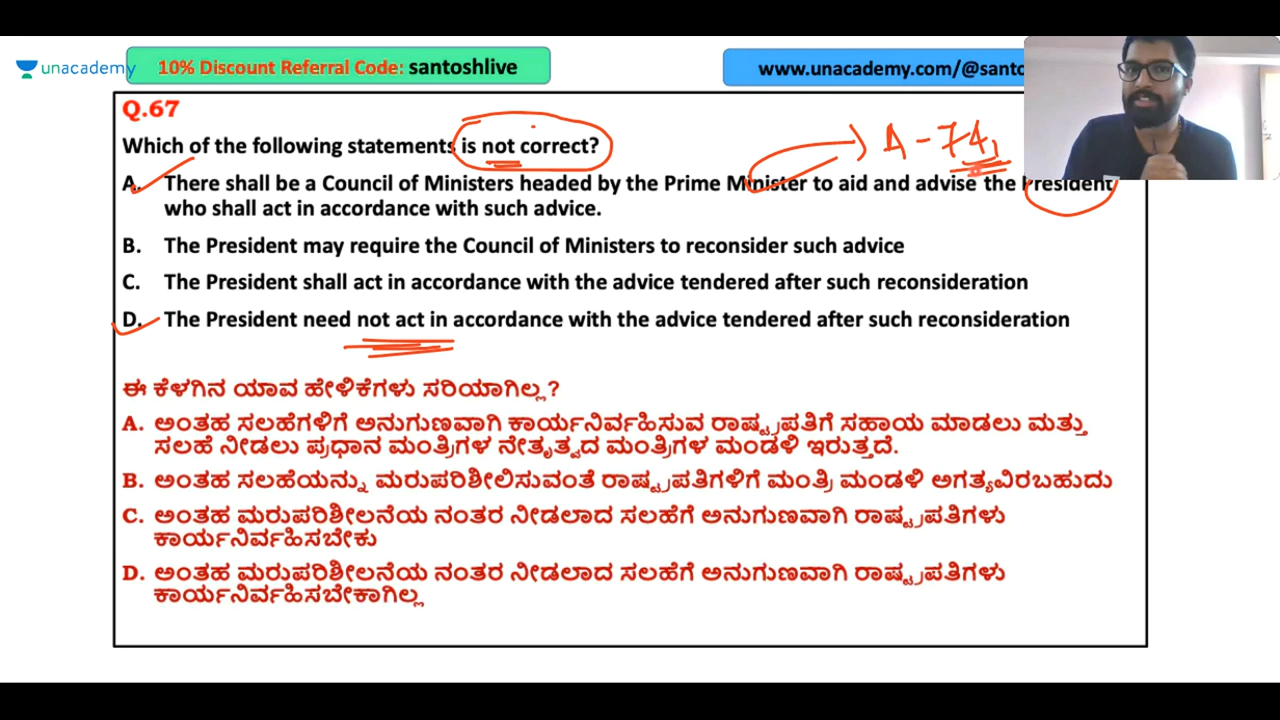 unacademy
10% Discount Referral Code: santoshlive
www.unacademy.com/@santo
Q.67
Which of the following statements is not correct?
A - 74,
A. There shall be a Council of Ministers headed by the Prime Minister to aid and advise the President
who shall act in accordance with such advice.
B. The President may require the Council of Ministers to reconsider such advice
C. The President shall act in accordance with the advice tendered after such reconsideration
D. The President need not act in accordance with the advice tendered after such reconsideration
ಈ ಕೆಳಗಿನ ಯಾವ ಹೇಳಿಕೆಗಳು ಸರಿಯಾಗಿಲ್ಲ?
A. ಅಂತಹ ಸಲಹೆಗಳಿಗೆ ಅನುಗುಣವಾಗಿ ಕಾರ್ಯನಿರ್ವಹಿಸುವ ರಾಷ್ಟ್ರಪತಿಗೆ ಸಹಾಯ ಮಾಡಲು ಮತ್ತು
ಸಲಹೆ ನೀಡಲು ಪ್ರಧಾನ ಮಂತ್ರಿಗಳ ನೇತೃತ್ವದ ಮಂತ್ರಿಗಳ ಮಂಡಳಿ ಇರುತ್ತದೆ.
B. ಅಂತಹ ಸಲಹೆಯನ್ನು ಮರುಪರಿಶೀಲಿಸುವಂತೆ ರಾಷ್ಟ್ರಪತಿಗಳಿಗೆ ಮಂತ್ರಿ ಮಂಡಳಿ ಅಗತ್ಯವಿರಬಹುದು
C. ಅಂತಹ ಮರುಪರಿಶೀಲನೆಯ ನಂತರ ನೀಡಲಾದ ಸಲಹೆಗೆ ಅನುಗುಣವಾಗಿ ರಾಷ್ಟ್ರಪತಿಗಳು
ಕಾರ್ಯನಿರ್ವಹಿಸಬೇಕು
D. ಅಂತಹ ಮರುಪರಿಶೀಲನೆಯ ನಂತರ ನೀಡಲಾದ ಸಲಹೆಗೆ ಅನುಗುಣವಾಗಿ ರಾಷ್ಟ್ರಪತಿಗಳು
ಕಾರ್ಯನಿರ್ವಹಿಸಬೇಕಾಗಿಲ್ಲ